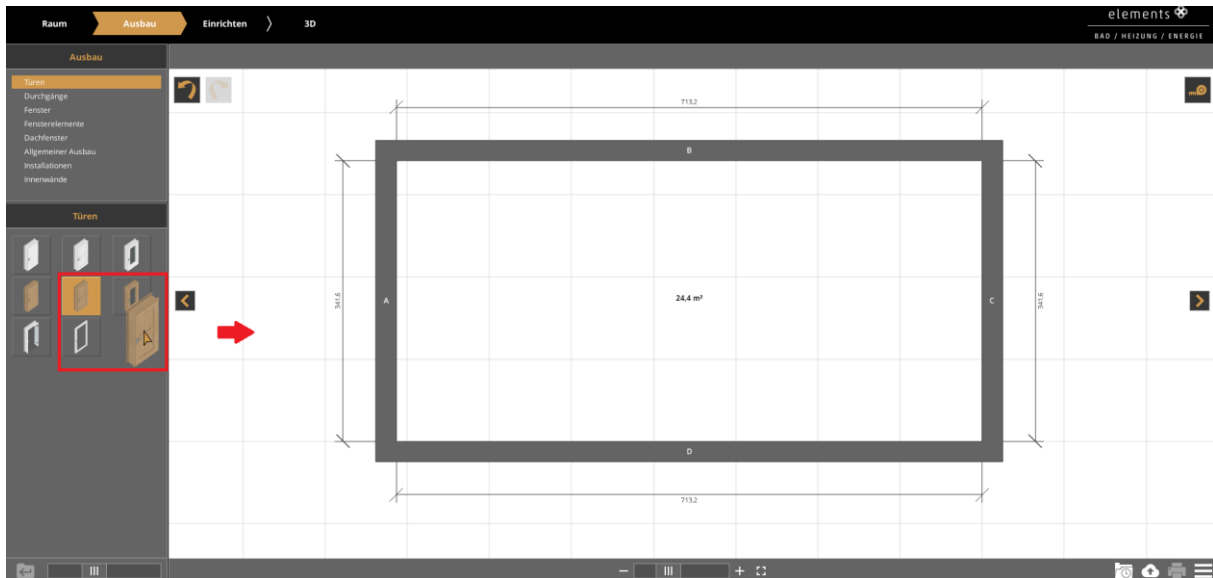 Raum
Ausbau
Einrichten
3D
elements
BAD / HEIZUNG / ENERGIE
Ausbau
Türen
Durchgänge
Fenster
Fensterelemente
Dachfenster
Allgemeiner Ausbau
Installationen
Innenwände
Türen
713,2
B
341,6
A
24,4 m²
C
341,6
D
713,2